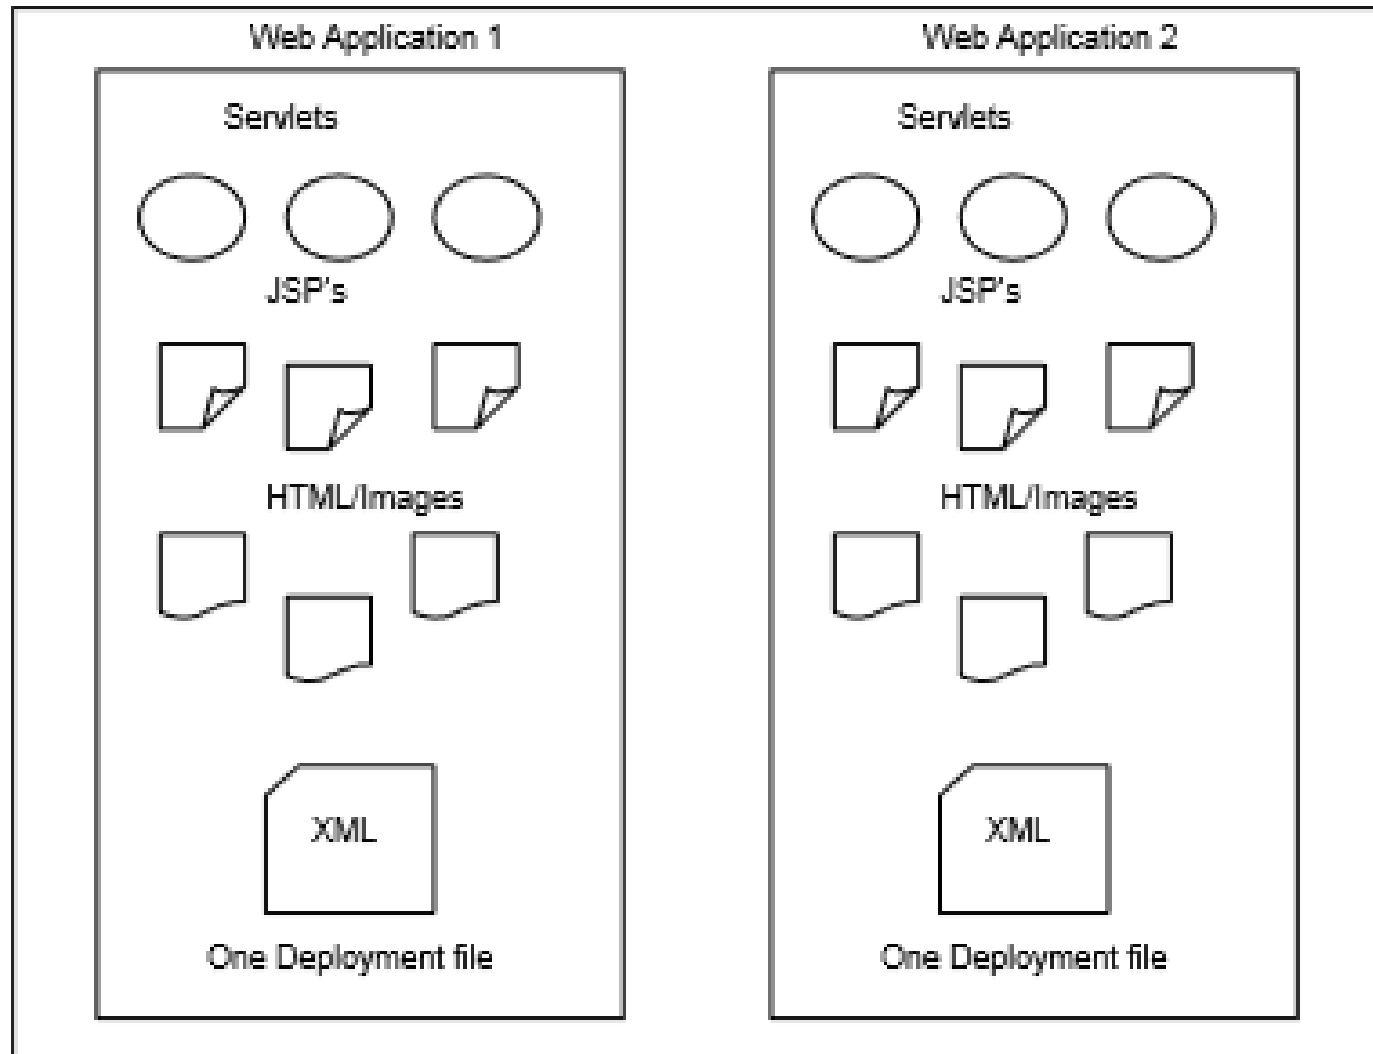 Web Application 1
Servlets
JSP's
HTML/Images
XML
One Deployment file
Web Application 2
Servlets
JSP's
HTML/Images
XML
One Deployment file